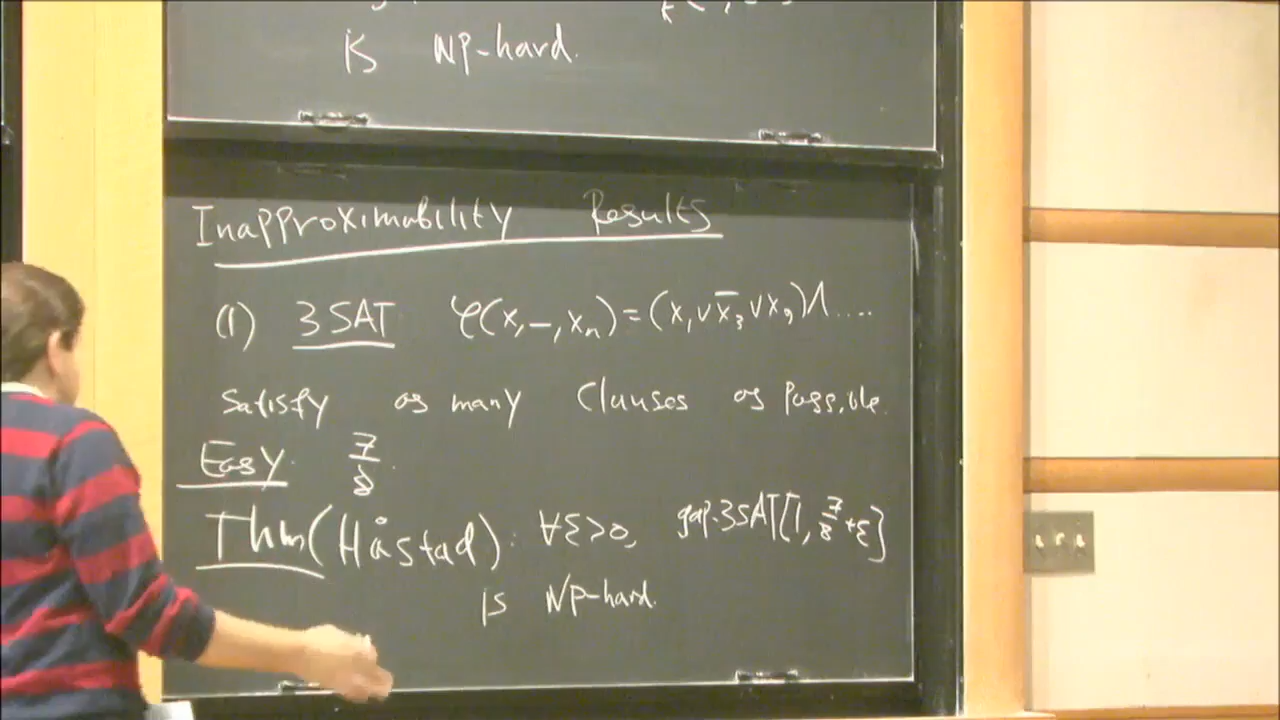 is NP-hard.
Inapproximability Results
(1) 3SAT φ(x, –, xₙ) = (x₁ ∨ x̄₃ ∨ x₉) ∧ ....
Satisfy as many Clauses as Possible.
Easy. 7/8.
Thm (Håstad): ∀ε>0, gap-3SAT[1, 7/8+ε]
is NP-hard.